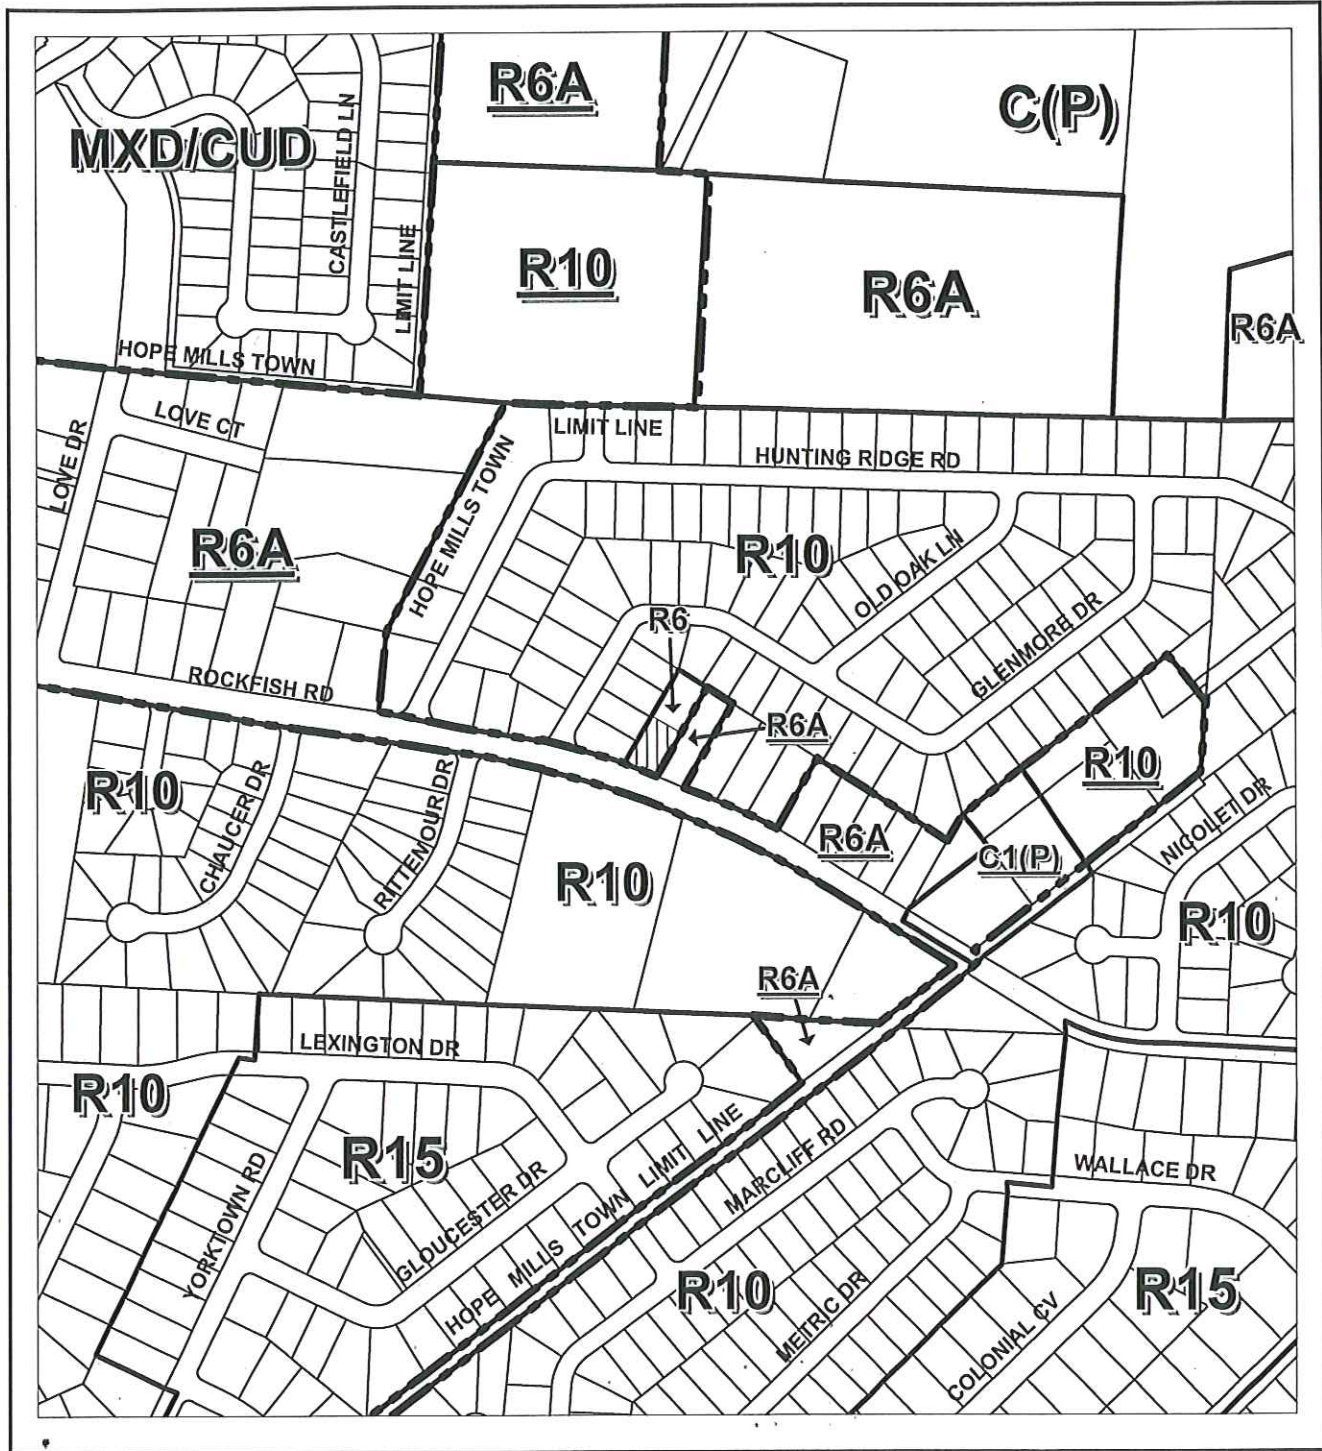 R6A
C(P)
MXD/CUD
CASTLEFIELD LN
LIMIT LINE
R10
R6A
R6A
HOPE MILLS TOWN
LOVE CT
LOVE DR
LIMIT LINE
HOPE MILLS TOWN
HUNTING RIDGE RD
R6A
R10
OLD OAK LN
R6
GLENMORE DR
ROCKFISH RD
R6A
R10
R10
CHAUCER DR
RITTENOUR DR
R6A
NICOLET DR
C1(P)
R10
R10
R6A
LEXINGTON DR
R10
R15
YORKTOWN RD
GLOUCESTER DR
HOPE MILLS TOWN LIMIT LINE
MARCLIFF RD
WALLACE DR
R10
METRIC DR
COLONIAL CV
R15